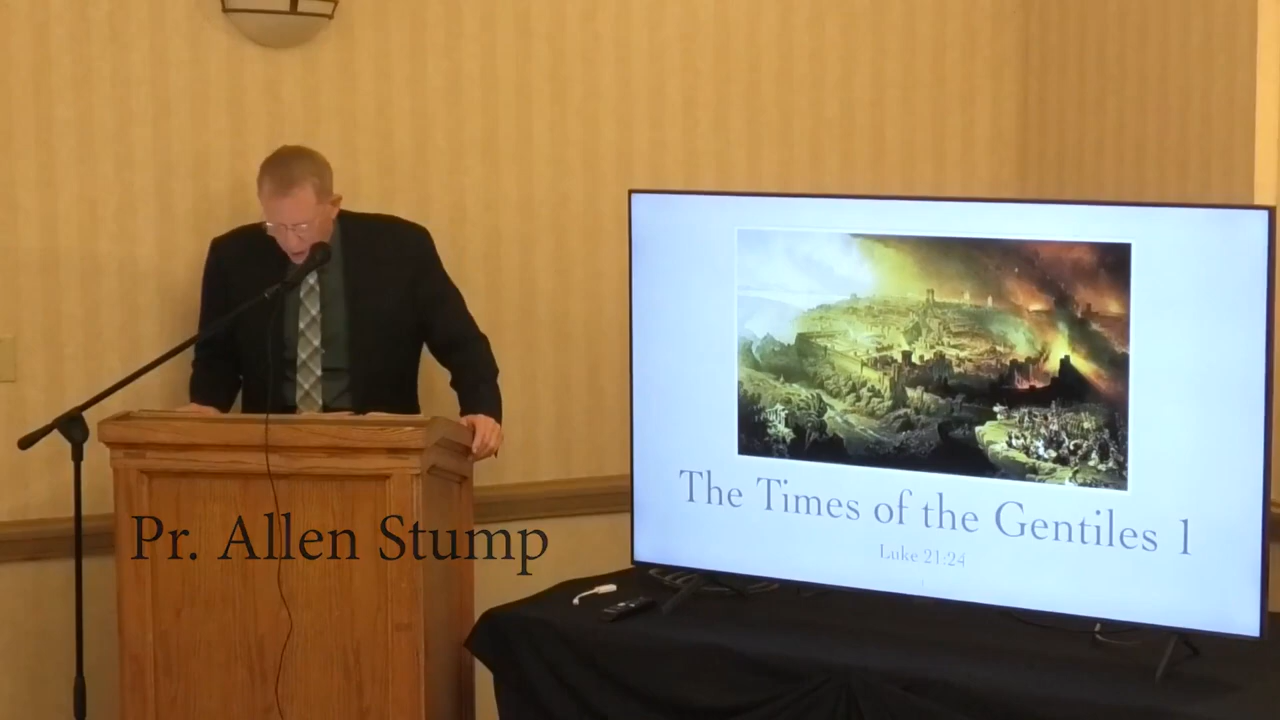 Pr. Allen Stump
The Times of the Gentiles 1
Luke 21:24